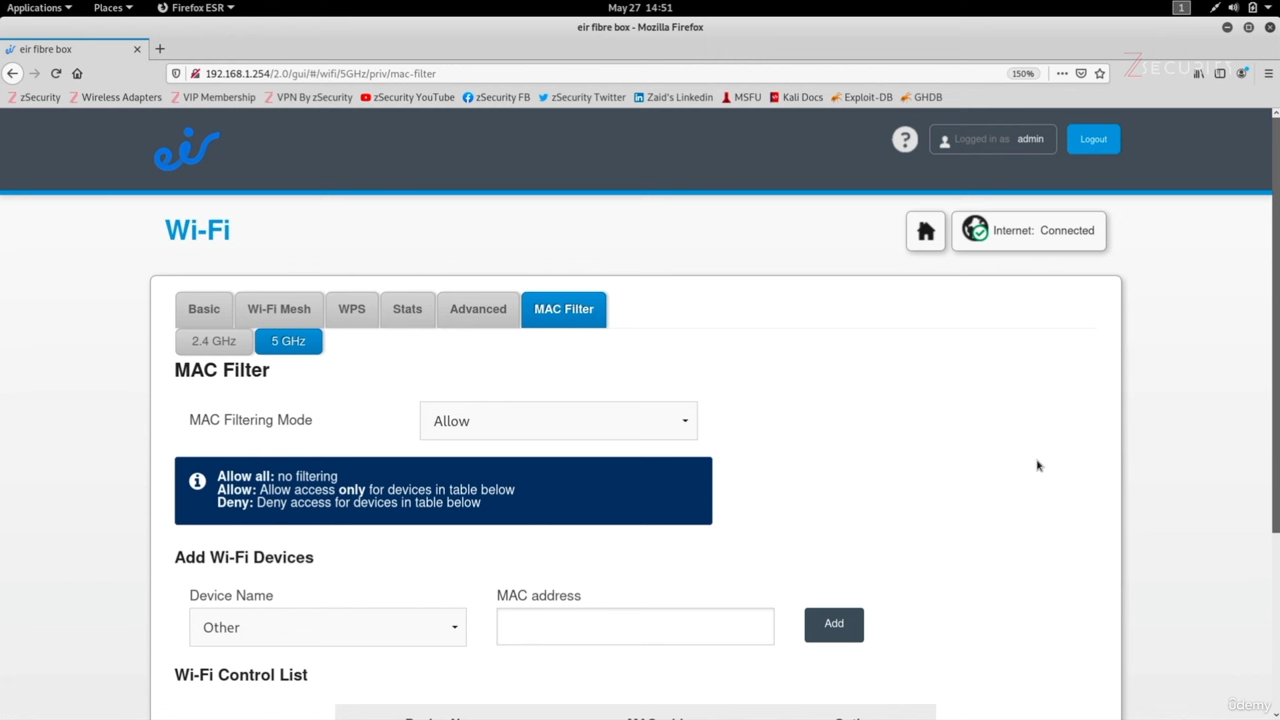 Applications Places Firefox ESR May 27 14:51 1
eir fibre box - Mozilla Firefox
eir fibre box
192.168.1.254/2.0/gui/#/wifi/5GHz/priv/mac-filter 150%
zSecurity Wireless Adapters VIP Membership VPN By zSecurity zSecurity YouTube zSecurity FB zSecurity Twitter Zaid's Linkedin MSFU Kali Docs Exploit-DB GHDB
eir ? Logged in as admin Logout
Wi-Fi Internet: Connected
Basic Wi-Fi Mesh WPS Stats Advanced MAC Filter
2.4 GHz 5 GHz
MAC Filter
MAC Filtering Mode Allow
Allow all: no filtering
Allow: Allow access only for devices in table below
Deny: Deny access for devices in table below
Add Wi-Fi Devices
Device Name MAC address
Other Add
Wi-Fi Control List
ûdemy